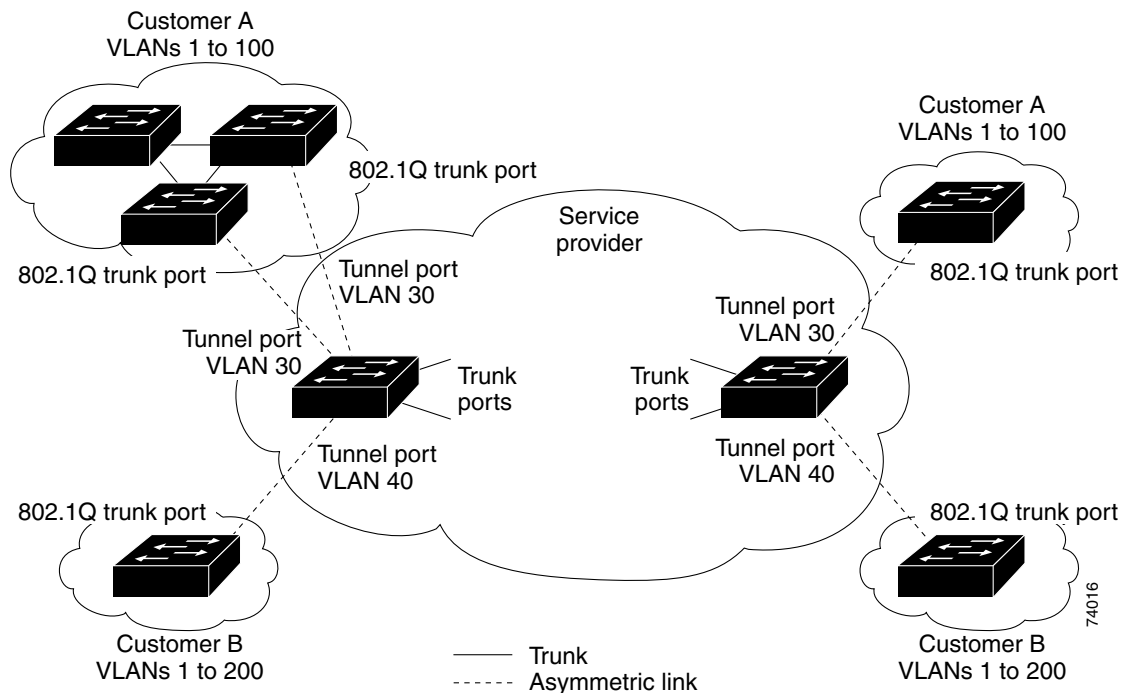 Customer A
VLANs 1 to 100
Customer A
VLANs 1 to 100
802.1Q trunk port
Service
provider
802.1Q trunk port
802.1Q trunk port
Tunnel port
VLAN 30
Tunnel port
VLAN 30
Tunnel port
VLAN 30
Trunk
ports
Trunk
ports
Tunnel port
VLAN 40
Tunnel port
VLAN 40
802.1Q trunk port
802.1Q trunk port
74016
Customer B
VLANs 1 to 200
Customer B
VLANs 1 to 200
Trunk
Asymmetric link